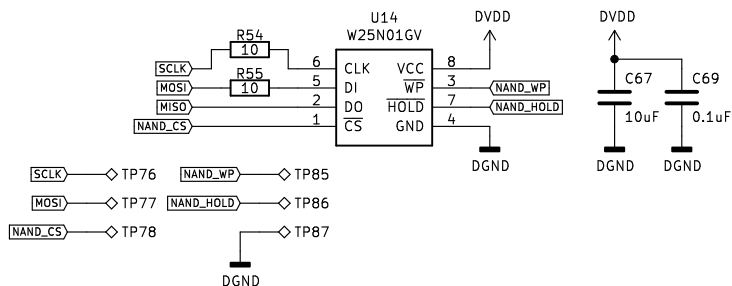 U14
W25N01GV
DVDD
DVDD
R54
10
SCLK
6 CLK VCC 8
R55
10
MOSI
5 DI WP 3 NAND_WP
MISO
2 DO HOLD 7 NAND_HOLD
NAND_CS
1 CS GND 4
DGND
C67
10uF
C69
0.1uF
DGND
DGND
SCLK TP76
NAND_WP TP85
MOSI TP77
NAND_HOLD TP86
NAND_CS TP78
TP87
DGND